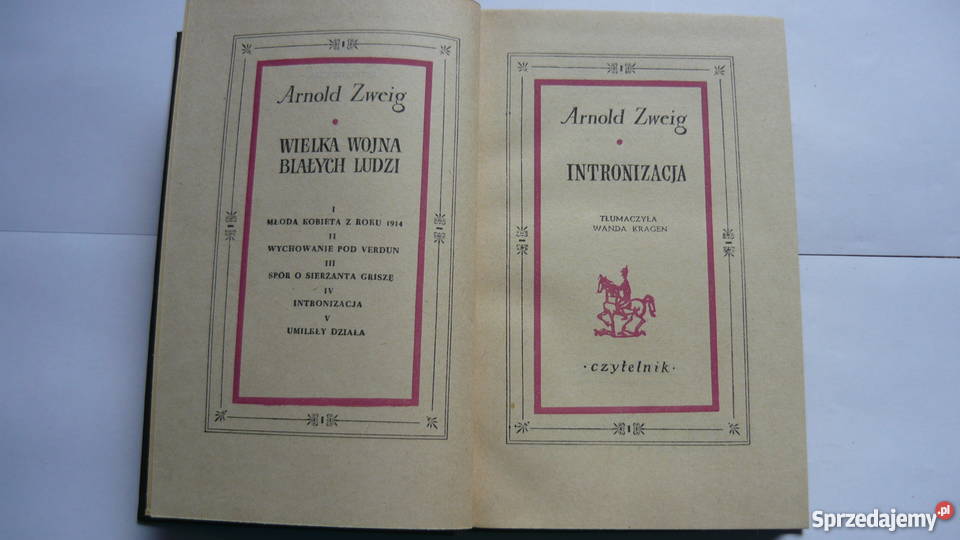 Arnold Zweig
WIELKA WOJNA
BIAŁYCH LUDZI
I
MŁODA KOBIETA Z ROKU 1914
II
WYCHOWANIE POD VERDUN
III
SPÓR O SIERŻANTA GRISZĘ
IV
INTRONIZACJA
V
UMILKŁY DZIAŁA
Arnold Zweig
INTRONIZACJA
TŁUMACZYŁA
WANDA KRAGEN
·czytelnik·
Sprzedajemy.pl